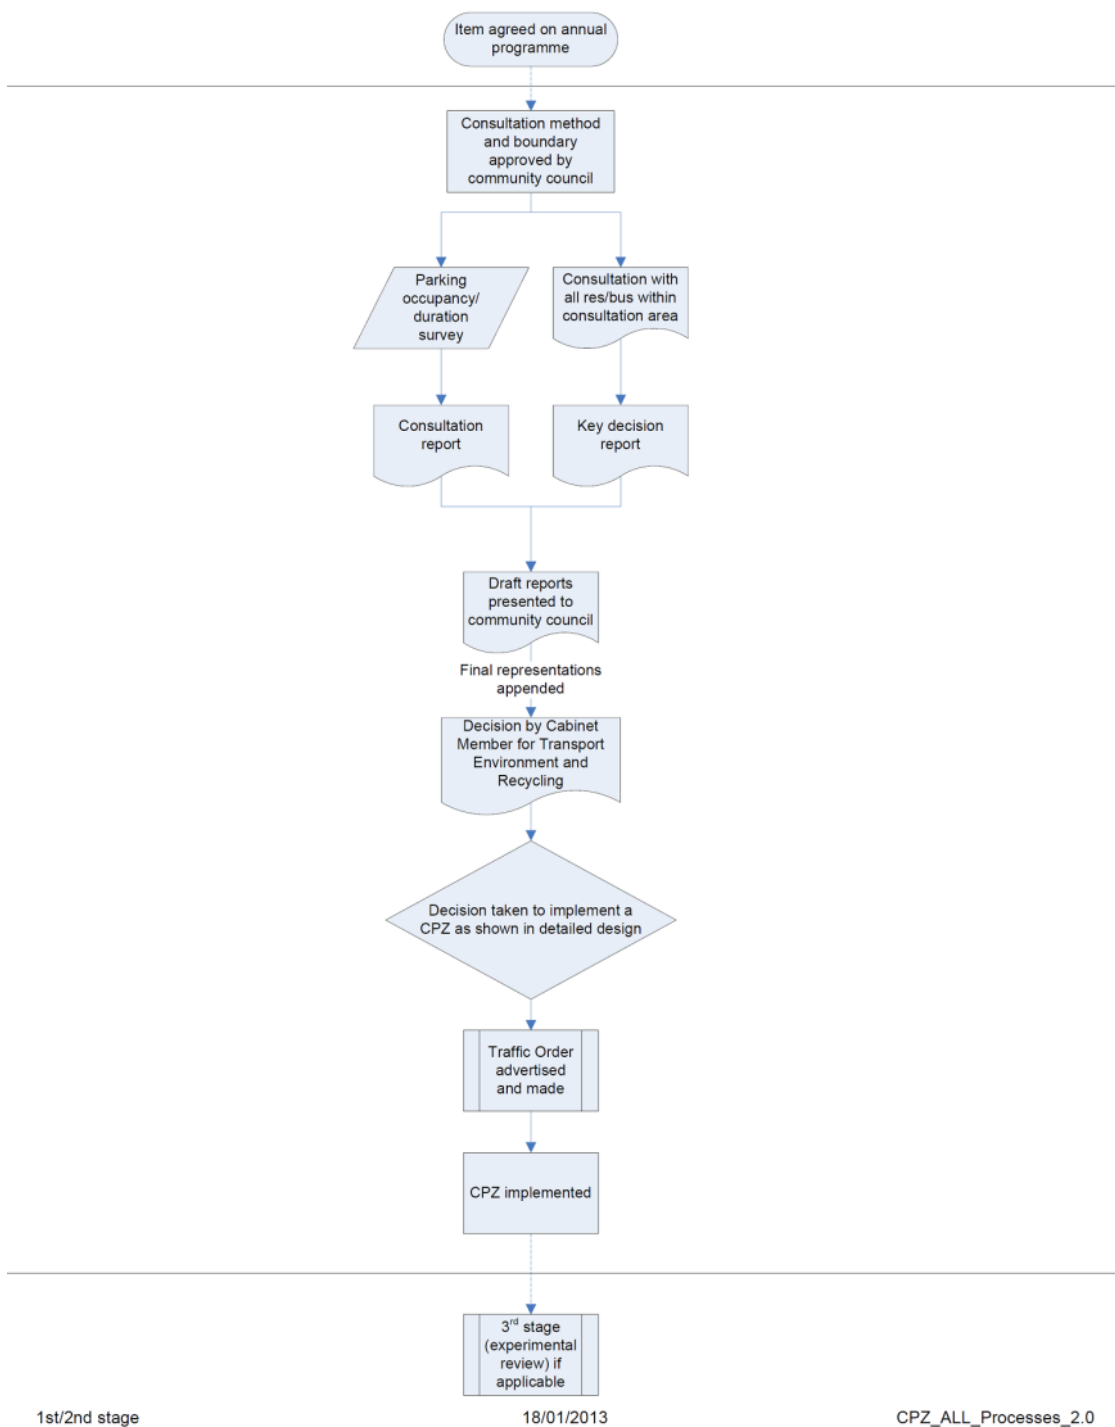 Item agreed on annual
programme
Consultation method
and boundary
approved by
community council
Parking
occupancy/
duration
survey
Consultation with
all res/bus within
consultation area
Consultation
report
Key decision
report
Draft reports
presented to
community council
Final representations
appended
Decision by Cabinet
Member for Transport
Environment and
Recycling
Decision taken to implement a
CPZ as shown in detailed design
Traffic Order
advertised
and made
CPZ implemented
3rd stage
(experimental
review) if
applicable
1st/2nd stage
18/01/2013
CPZ_ALL_Processes_2.0